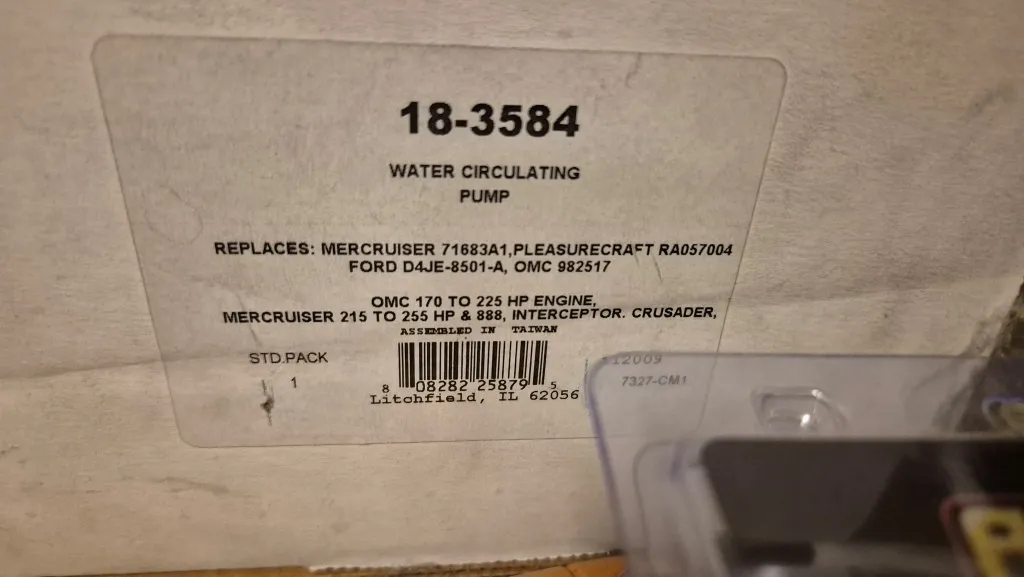 18-3584
WATER CIRCULATING
PUMP
REPLACES: MERCRUISER 71683A1,PLEASURECRAFT RA057004
FORD D4JE-8501-A, OMC 982517
OMC 170 TO 225 HP ENGINE,
MERCRUISER 215 TO 255 HP & 888, INTERCEPTOR. CRUSADER,
ASSEMBLED IN TAIWAN
STD.PACK
1
8 08282 25879 5
Litchfield, IL 62056
7327-CM1